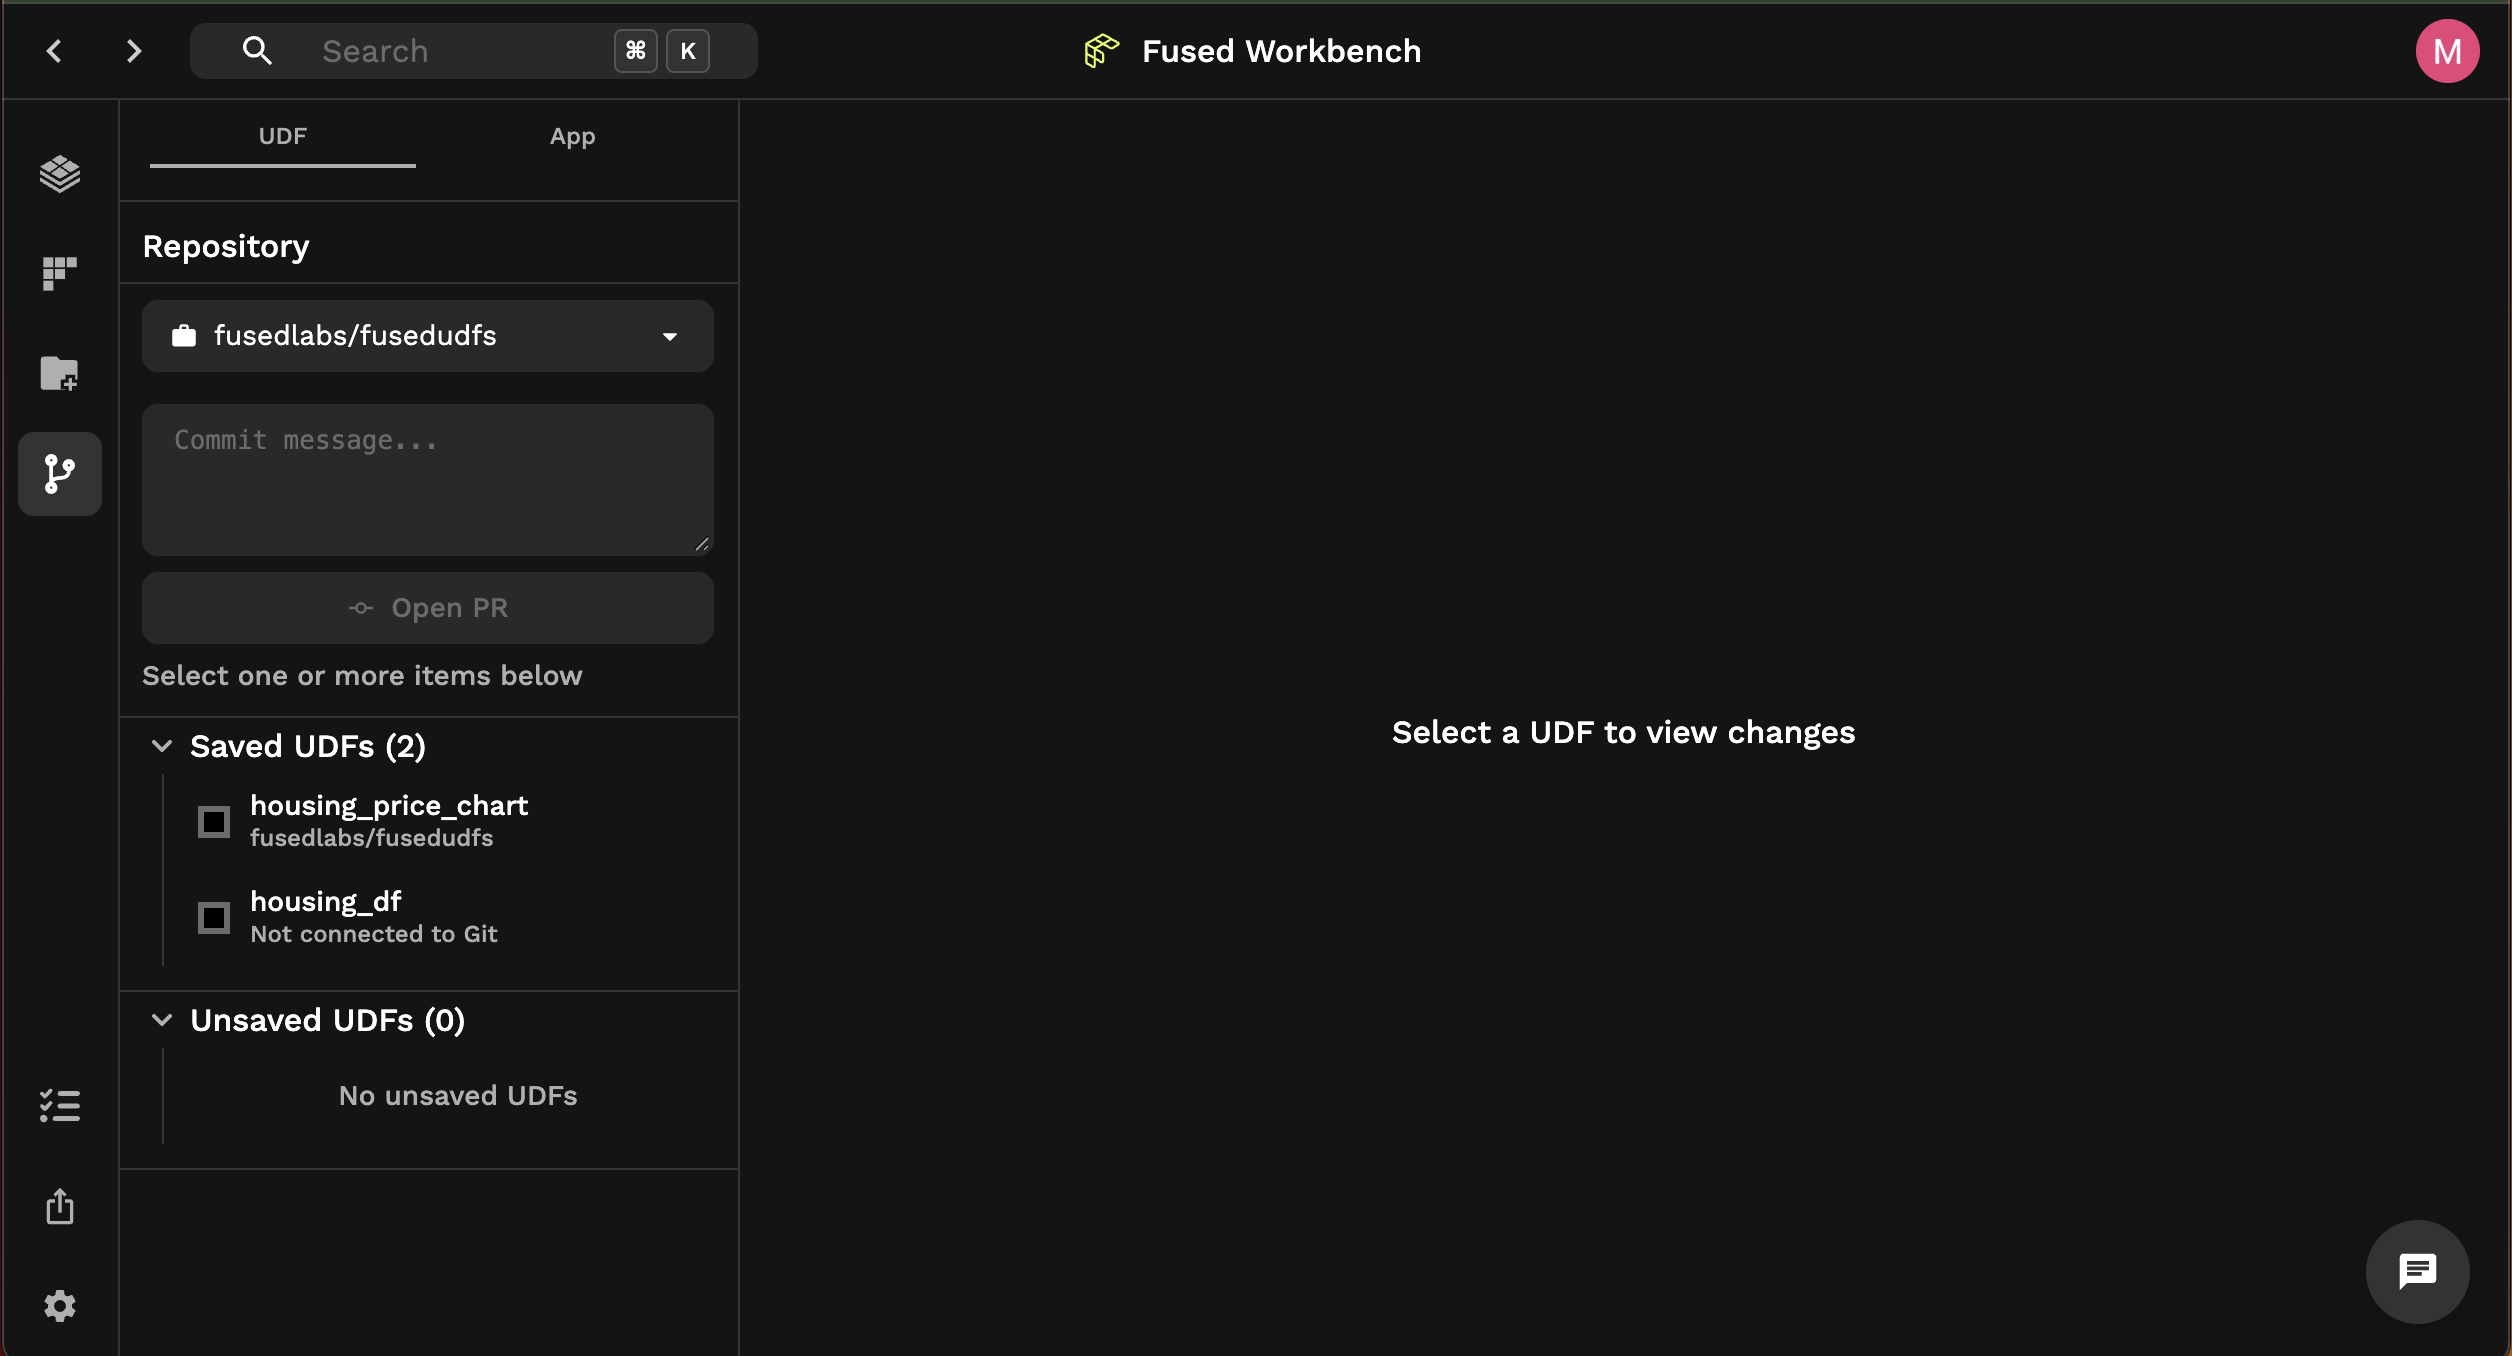 Search ⌘ K
Fused Workbench
M
UDF App
Repository
fusedlabs/fusedudfs
Commit message...
Open PR
Select one or more items below
Saved UDFs (2)
housing_price_chart
fusedlabs/fusedudfs
housing_df
Not connected to Git
Unsaved UDFs (0)
No unsaved UDFs
Select a UDF to view changes